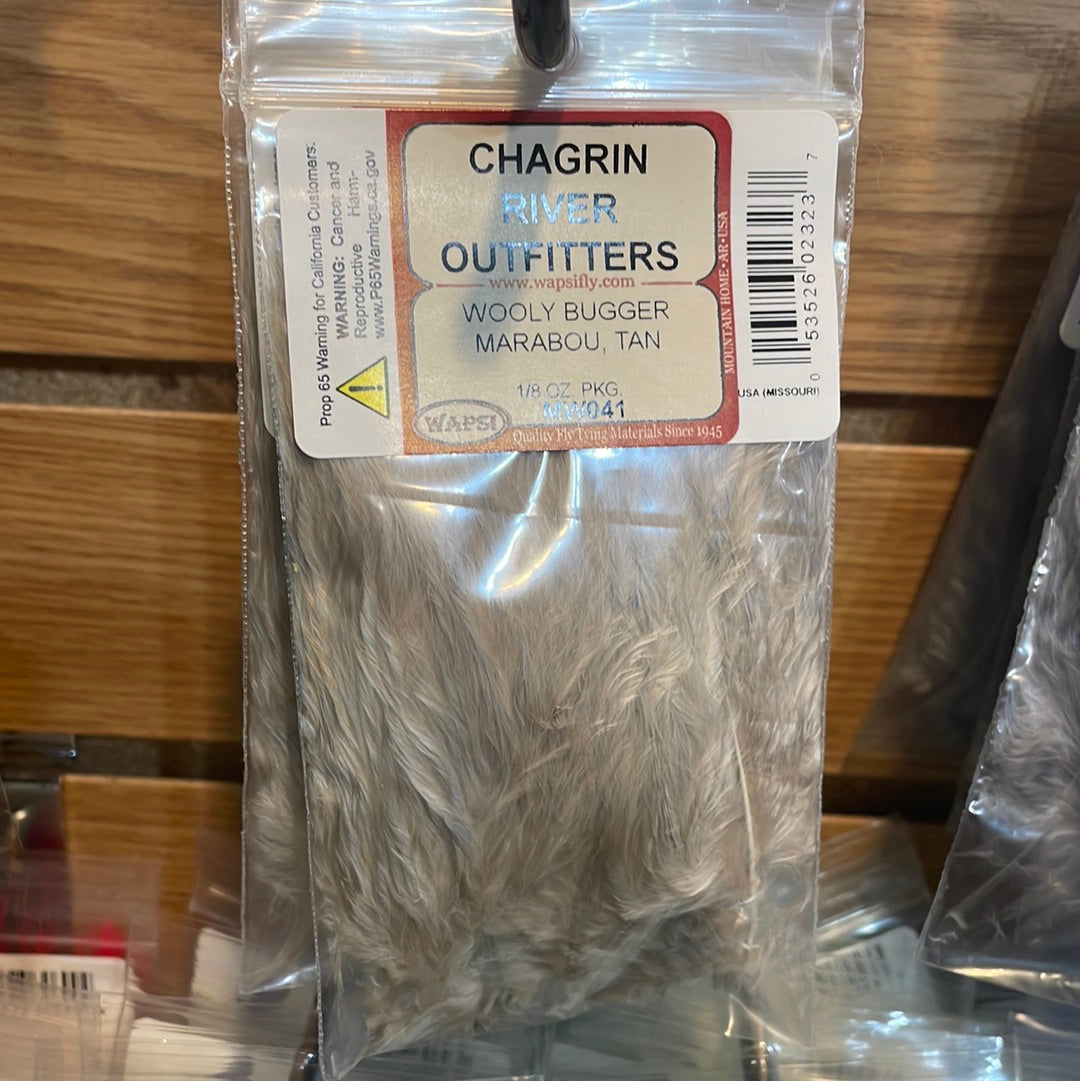 Prop 65 Warning for California Customers:
WARNING: Cancer and
Reproductive Harm-
www.P65Warnings.ca.gov
CHAGRIN
RIVER
OUTFITTERS
www.wapsifly.com
WOOLY BUGGER
MARABOU, TAN
1/8 OZ. PKG.
MW041
WAPSI
Quality Fly Tying Materials Since 1945
MOUNTAIN HOME • AR • USA
0 53526 02323 7
USA (MISSOURI)